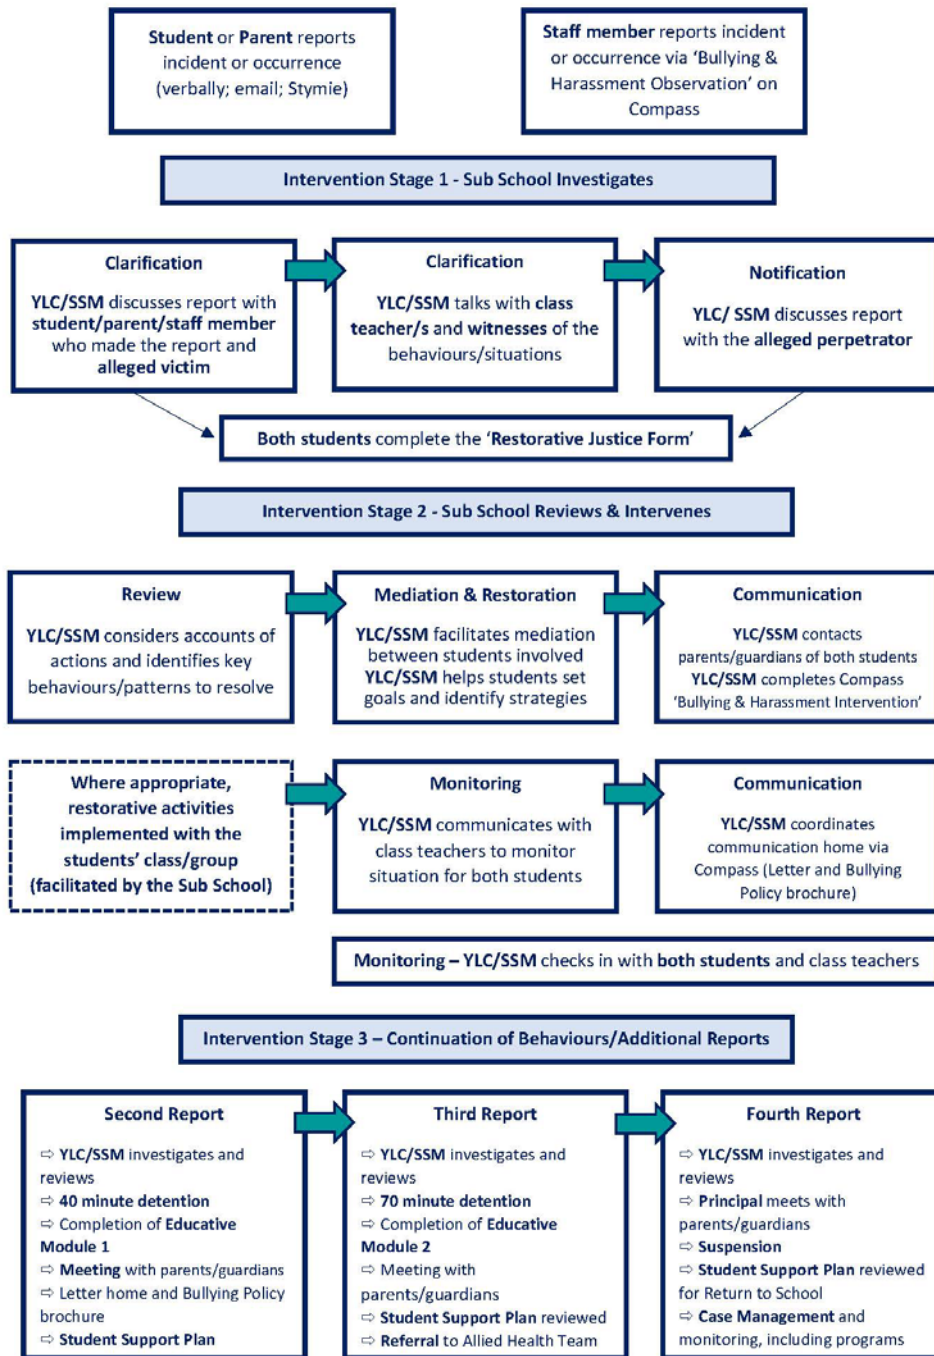 Student or Parent reports
incident or occurrence
(verbally; email; Stymie)
Staff member reports incident
or occurrence via ‘Bullying &
Harassment Observation’ on
Compass
Intervention Stage 1 - Sub School Investigates
Clarification
YLC/SSM discusses report with
student/parent/staff member
who made the report and
alleged victim
Clarification
YLC/SSM talks with class
teacher/s and witnesses of the
behaviours/situations
Notification
YLC/ SSM discusses report
with the alleged perpetrator
Both students complete the ‘Restorative Justice Form’
Intervention Stage 2 - Sub School Reviews & Intervenes
Review
YLC/SSM considers accounts of
actions and identifies key
behaviours/patterns to resolve
Mediation & Restoration
YLC/SSM facilitates mediation
between students involved
YLC/SSM helps students set
goals and identify strategies
Communication
YLC/SSM contacts
parents/guardians of both students
YLC/SSM completes Compass
‘Bullying & Harassment Intervention’
Where appropriate,
restorative activities
implemented with the
students’ class/group
(facilitated by the Sub School)
Monitoring
YLC/SSM communicates with
class teachers to monitor
situation for both students
Communication
YLC/SSM coordinates
communication home via
Compass (Letter and Bullying
Policy brochure)
Monitoring – YLC/SSM checks in with both students and class teachers
Intervention Stage 3 – Continuation of Behaviours/Additional Reports
Second Report
⇨ YLC/SSM investigates and
reviews
⇨ 40 minute detention
⇨ Completion of Educative
Module 1
⇨ Meeting with parents/guardians
⇨ Letter home and Bullying Policy
brochure
⇨ Student Support Plan
Third Report
⇨ YLC/SSM investigates and
reviews
⇨ 70 minute detention
⇨ Completion of Educative
Module 2
⇨ Meeting with
parents/guardians
⇨ Student Support Plan reviewed
⇨ Referral to Allied Health Team
Fourth Report
⇨ YLC/SSM investigates and
reviews
⇨ Principal meets with
parents/guardians
⇨ Suspension
⇨ Student Support Plan reviewed
for Return to School
⇨ Case Management and
monitoring, including programs